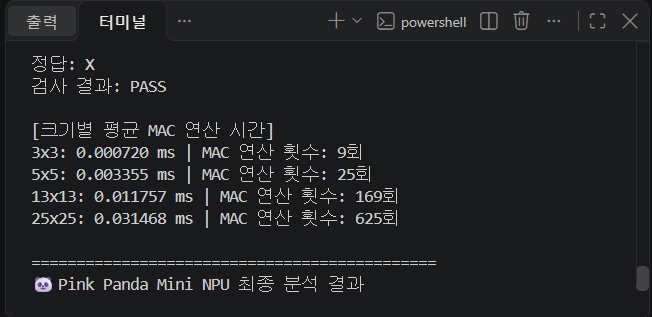 출력 터미널 ··· powershell ···
정답: X
검사 결과: PASS
[크기별 평균 MAC 연산 시간]
3x3: 0.000720 ms | MAC 연산 횟수: 9회
5x5: 0.003355 ms | MAC 연산 횟수: 25회
13x13: 0.011757 ms | MAC 연산 횟수: 169회
25x25: 0.031468 ms | MAC 연산 횟수: 625회
=============================================
🐼 Pink Panda Mini NPU 최종 분석 결과